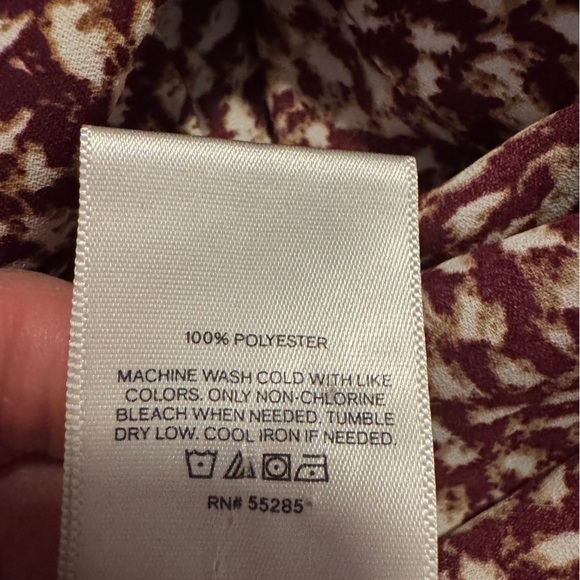 100% POLYESTER
MACHINE WASH COLD WITH LIKE
COLORS. ONLY NON-CHLORINE
BLEACH WHEN NEEDED. TUMBLE
DRY LOW. COOL IRON IF NEEDED.
RN# 55285